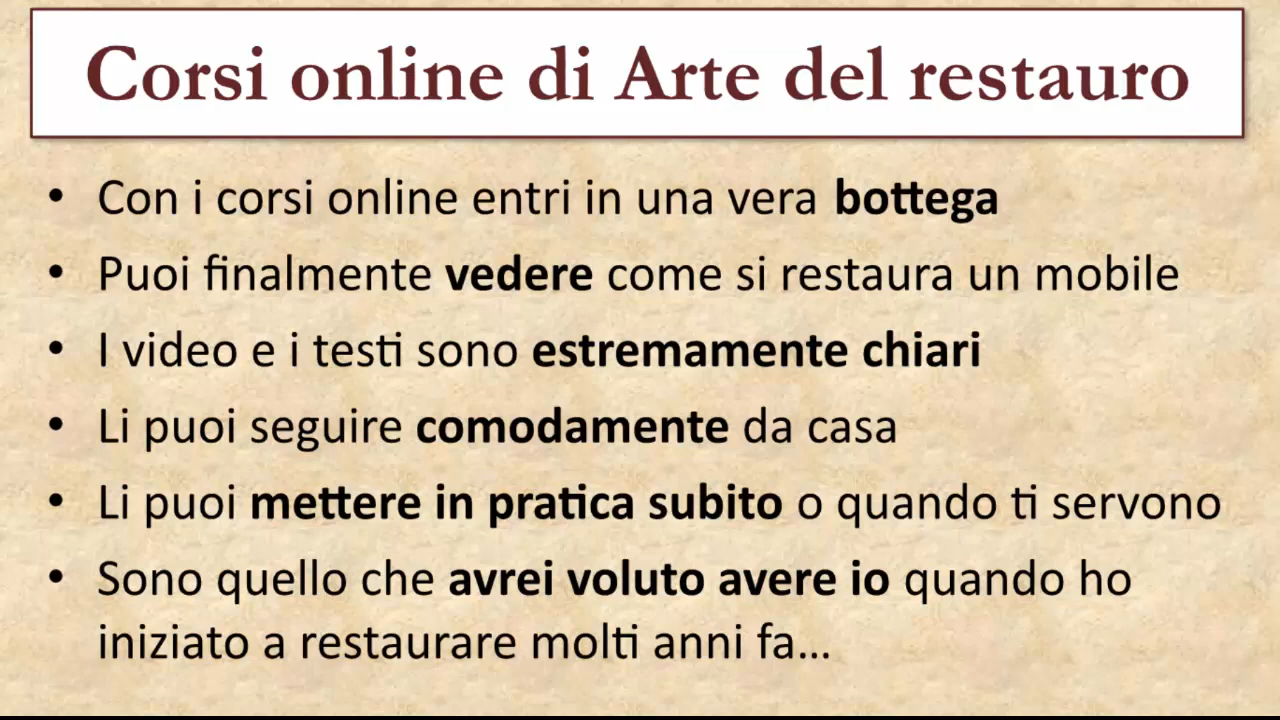 Corsi online di Arte del restauro
• Con i corsi online entri in una vera bottega
• Puoi finalmente vedere come si restaura un mobile
• I video e i testi sono estremamente chiari
• Li puoi seguire comodamente da casa
• Li puoi mettere in pratica subito o quando ti servono
• Sono quello che avrei voluto avere io quando ho
iniziato a restaurare molti anni fa...